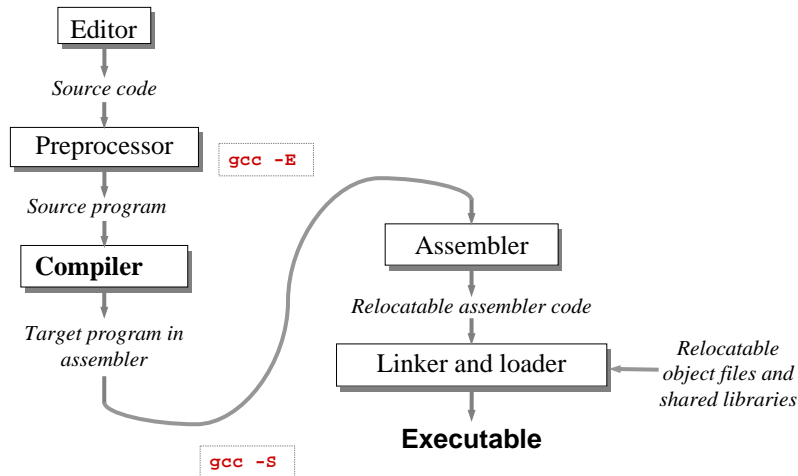 Editor
Source code
Preprocessor
gcc -E
Source program
Compiler
Target program in
assembler
gcc -S
Assembler
Relocatable assembler code
Linker and loader
Relocatable
object files and
shared libraries
Executable